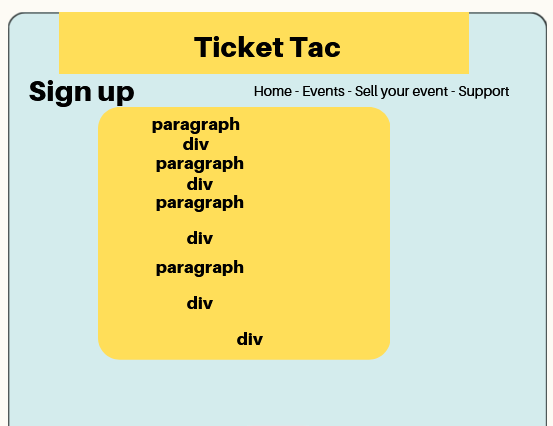 Ticket Tac
Sign up
Home - Events - Sell your event - Support
paragraph
div
paragraph
div
paragraph
div
paragraph
div
div